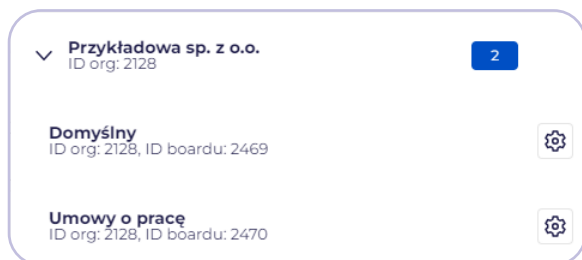 Przykładowa sp. z o.o.
ID org: 2128
2
Domyślny
ID org: 2128, ID boardu: 2469
Umowy o pracę
ID org: 2128, ID boardu: 2470